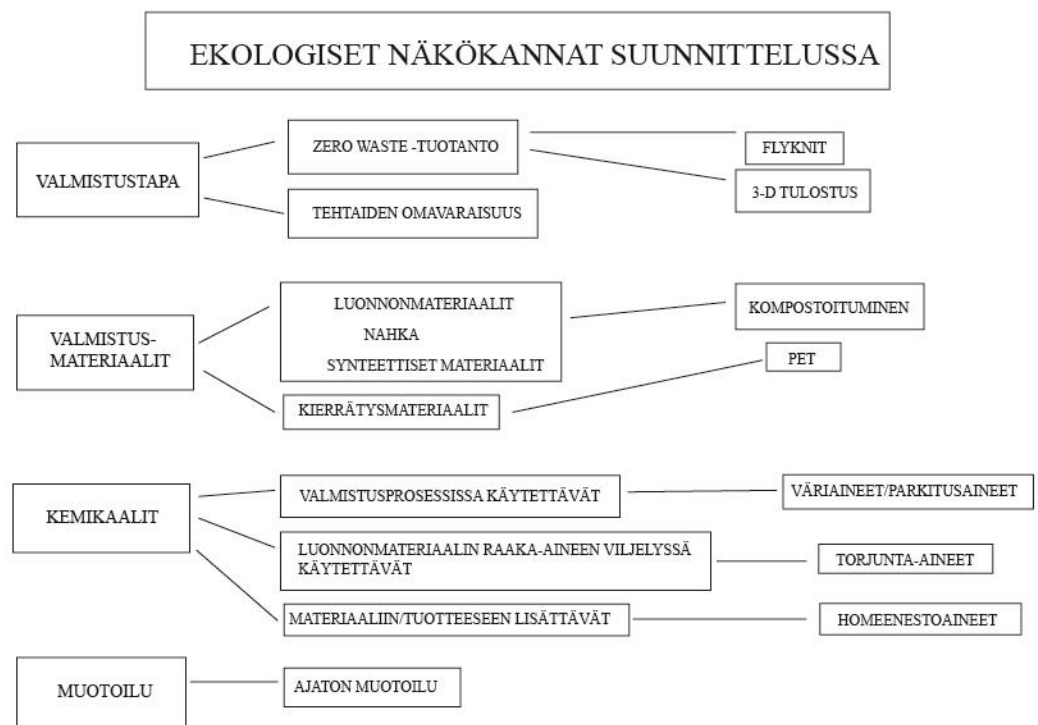 EKOLOGISET NÄKÖKANNAT SUUNNITTELUSSA
VALMISTUSTAPA
ZERO WASTE -TUOTANTO
FLYKNIT
3-D TULOSTUS
TEHTAIDEN OMAVARAISUUS
VALMISTUS-
MATERIAALIT
LUONNONMATERIAALIT
NAHKA
SYNTEETTISET MATERIAALIT
KOMPOSTOITUMINEN
KIERRÄTYSMATERIAALIT
PET
KEMIKAALIT
VALMISTUSPROSESSISSA KÄYTETTÄVÄT
VÄRIAINEET/PARKITUSAINEET
LUONNONMATERIAALIN RAAKA-AINEEN VILJELYSSÄ
KÄYTETTÄVÄT
TORJUNTA-AINEET
MATERIAALIIN/TUOTTEESEEN LISÄTTÄVÄT
HOMEENESTOAINEET
MUOTOILU
AJATON MUOTOILU